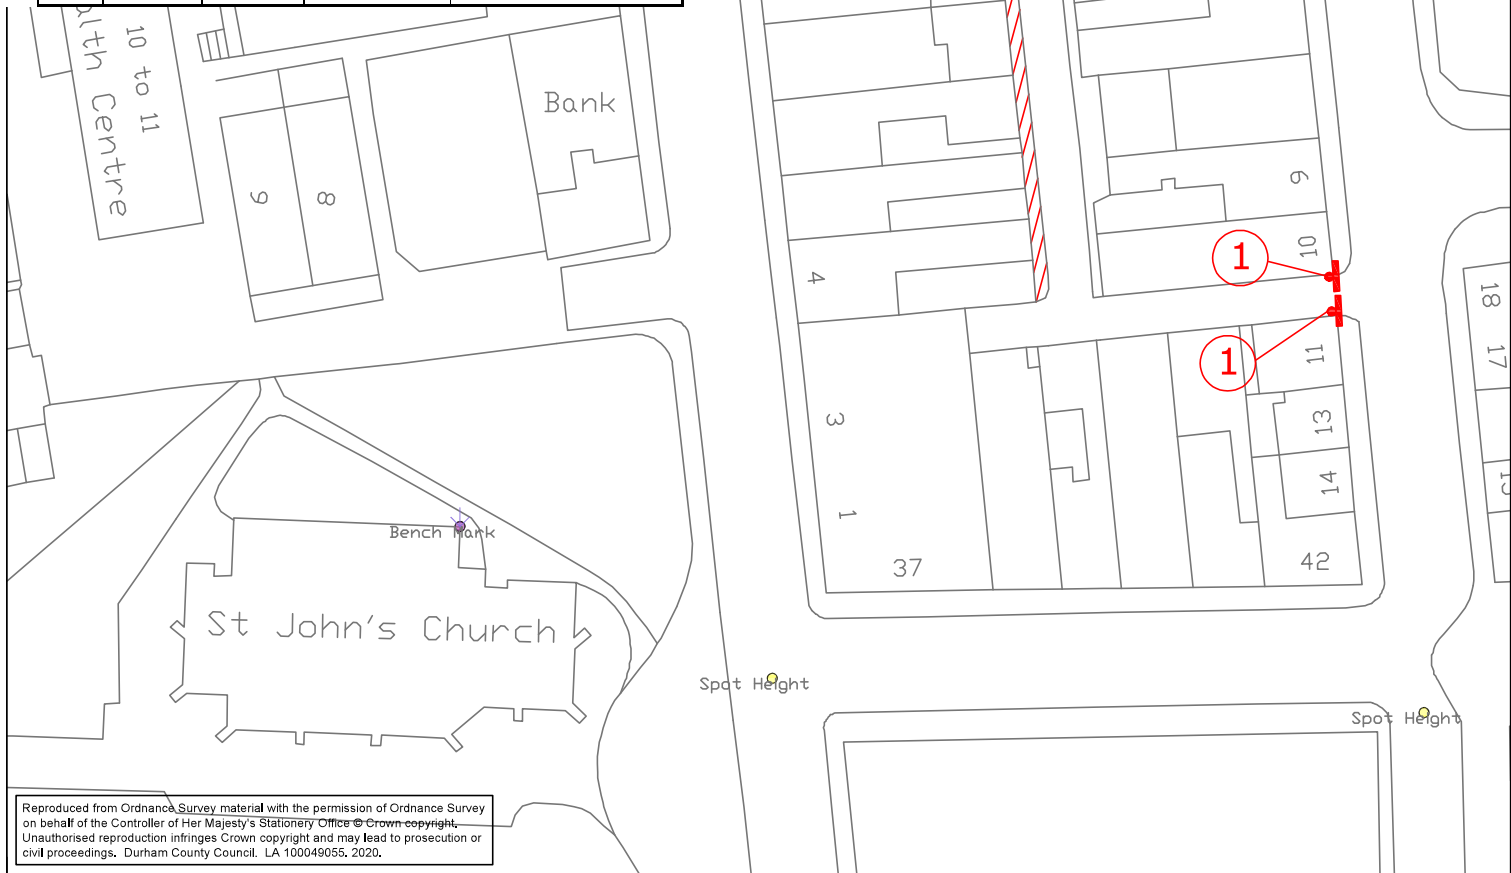 10 to 11
alth Centre
Bank
9
8
9
10
1
4
18
1
17
11
3
13
14
1
Bench Mark
37
42
St John's Church
Spot Height
Spot Height
Reproduced from Ordnance Survey material with the permission of Ordnance Survey
on behalf of the Controller of Her Majesty's Stationery Office © Crown copyright.
Unauthorised reproduction infringes Crown copyright and may lead to prosecution or
civil proceedings. Durham County Council. LA 100049055. 2020.